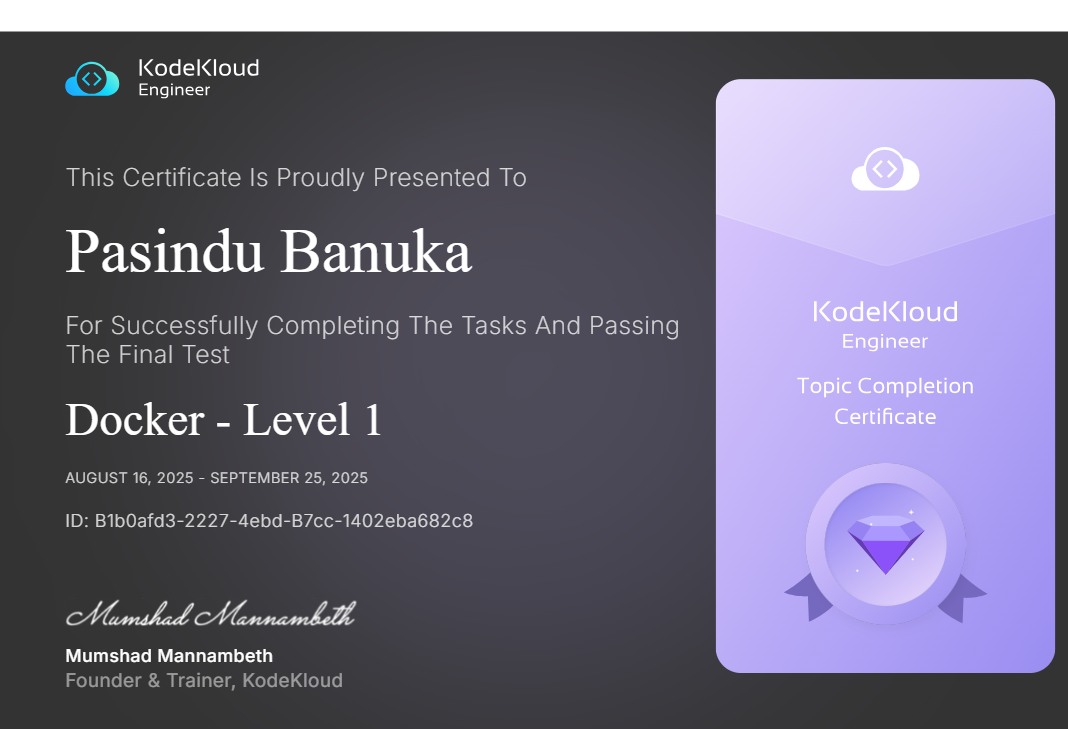 KodeKloud
Engineer
This Certificate Is Proudly Presented To
Pasindu Banuka
For Successfully Completing The Tasks And Passing
The Final Test
Docker - Level 1
AUGUST 16, 2025 - SEPTEMBER 25, 2025
ID: B1b0afd3-2227-4ebd-B7cc-1402eba682c8
Mumshad Mannambeth
Mumshad Mannambeth
Founder & Trainer, KodeKloud
KodeKloud
Engineer
Topic Completion
Certificate